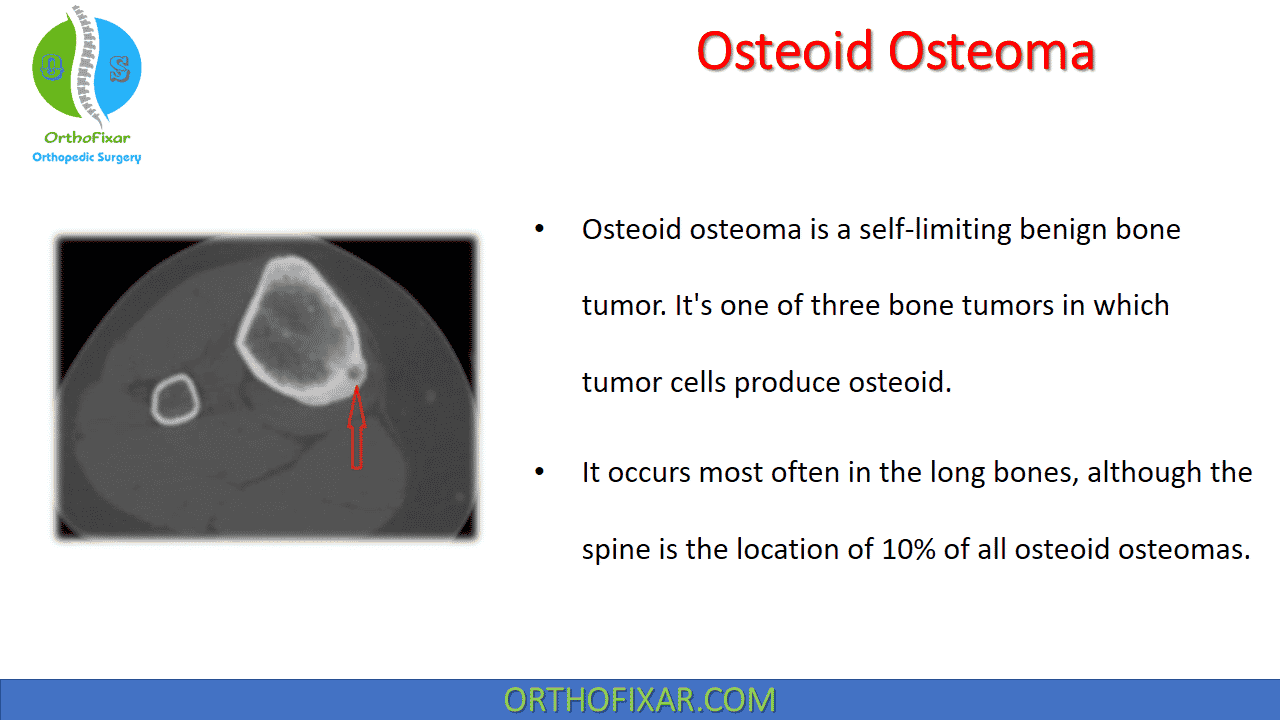 O S
OrthoFixar
Orthopedic Surgery
Osteoid Osteoma
• Osteoid osteoma is a self-limiting benign bone
tumor. It's one of three bone tumors in which
tumor cells produce osteoid.
• It occurs most often in the long bones, although the
spine is the location of 10% of all osteoid osteomas.
ORTHOFIXAR.COM